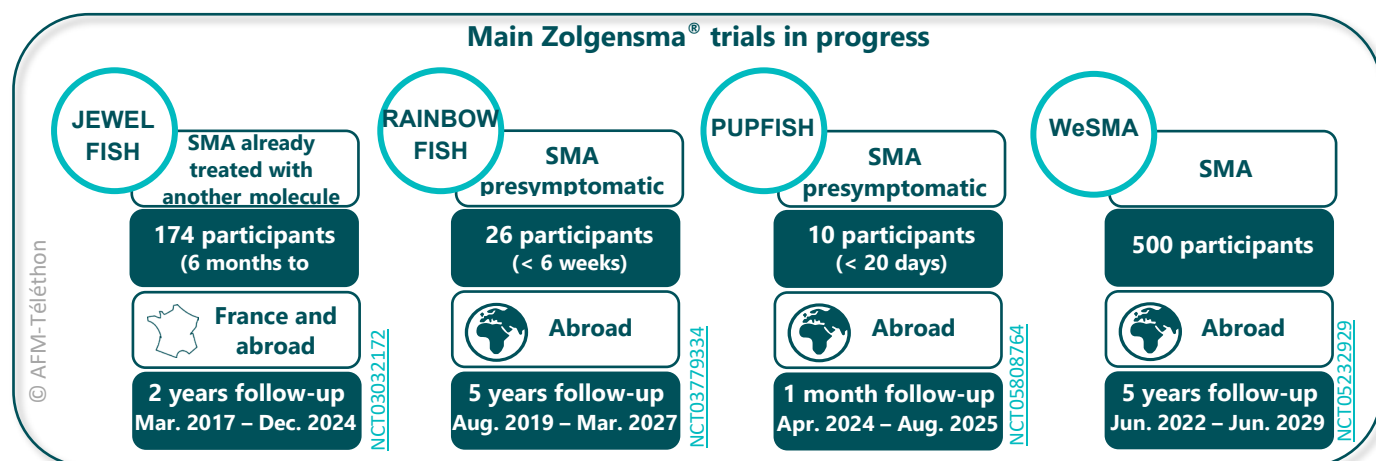 Main Zolgensma® trials in progress
JEWEL
FISH
SMA already
treated with
another molecule
174 participants
(6 months to
France and
abroad
2 years follow-up
Mar. 2017 – Dec. 2024
NCT03032172
RAINBOW
FISH
SMA
presymptomatic
26 participants
(< 6 weeks)
Abroad
5 years follow-up
Aug. 2019 – Mar. 2027
NCT03779334
PUPFISH
SMA
presymptomatic
10 participants
(< 20 days)
Abroad
1 month follow-up
Apr. 2024 – Aug. 2025
NCT05808764
WeSMA
SMA
500 participants
Abroad
5 years follow-up
Jun. 2022 – Jun. 2029
NCT05232929
© AFM-Téléthon